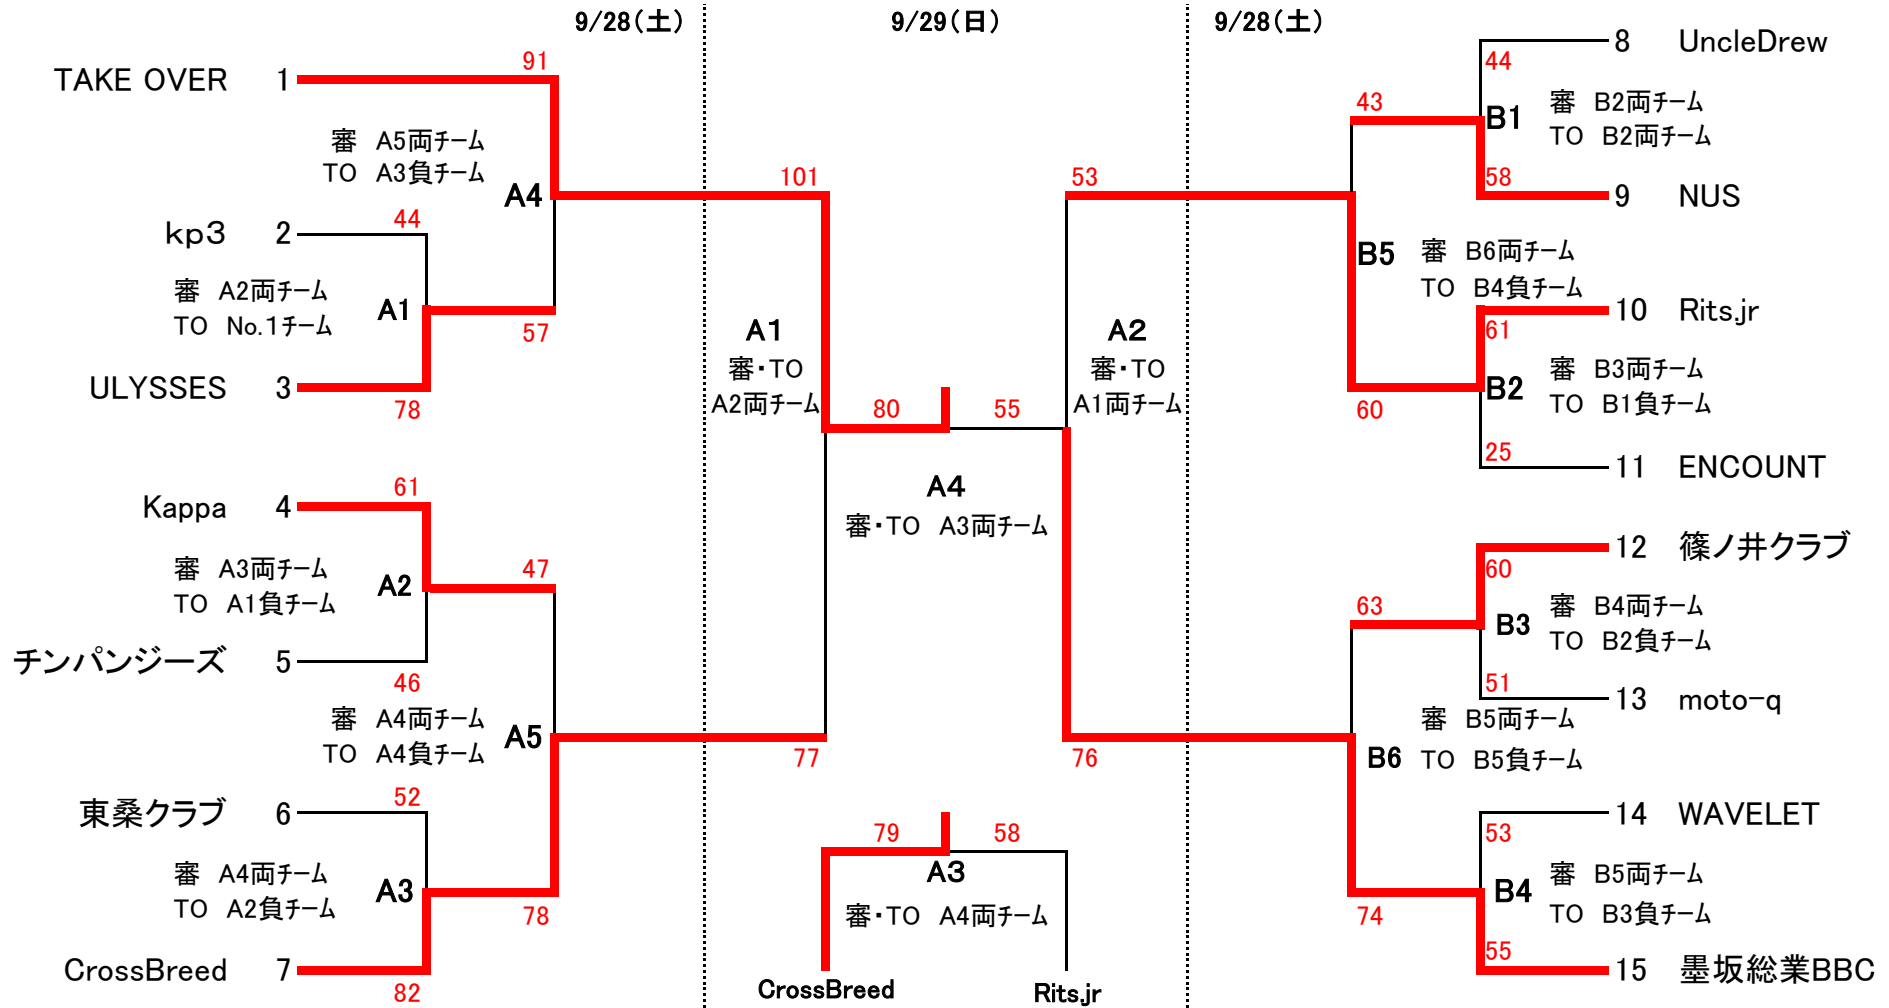 9/28(土)
9/29(日)
9/28(土)
TAKE OVER 1
91
審 A5両チーム
TO A3負チーム
A4
kp3 2
44
審 A2両チーム
TO No.1チーム
A1
57
ULYSSES 3
78
Kappa 4
61
審 A3両チーム
TO A1負チーム
A2
47
チンパンジーズ 5
46
審 A4両チーム
TO A4負チーム
A5
東桑クラブ 6
52
審 A4両チーム
TO A2負チーム
A3
78
CrossBreed 7
82
101
A1
審・TO
A2両チーム
77
80
55
A4
審・TO A3両チーム
53
A2
審・TO
A1両チーム
76
79
58
A3
審・TO A4両チーム
CrossBreed
Rits.jr
8 UncleDrew
44
43
B1
審 B2両チーム
TO B2両チーム
58
9 NUS
B5
審 B6両チーム
TO B4負チーム
10 Rits.jr
61
B2
審 B3両チーム
TO B1負チーム
60
25
11 ENCOUNT
12 篠ノ井クラブ
60
63
B3
審 B4両チーム
TO B2負チーム
51
13 moto-q
B6
審 B5両チーム
TO B5負チーム
14 WAVELET
53
B4
審 B5両チーム
TO B3負チーム
74
55
15 墨坂総業BBC